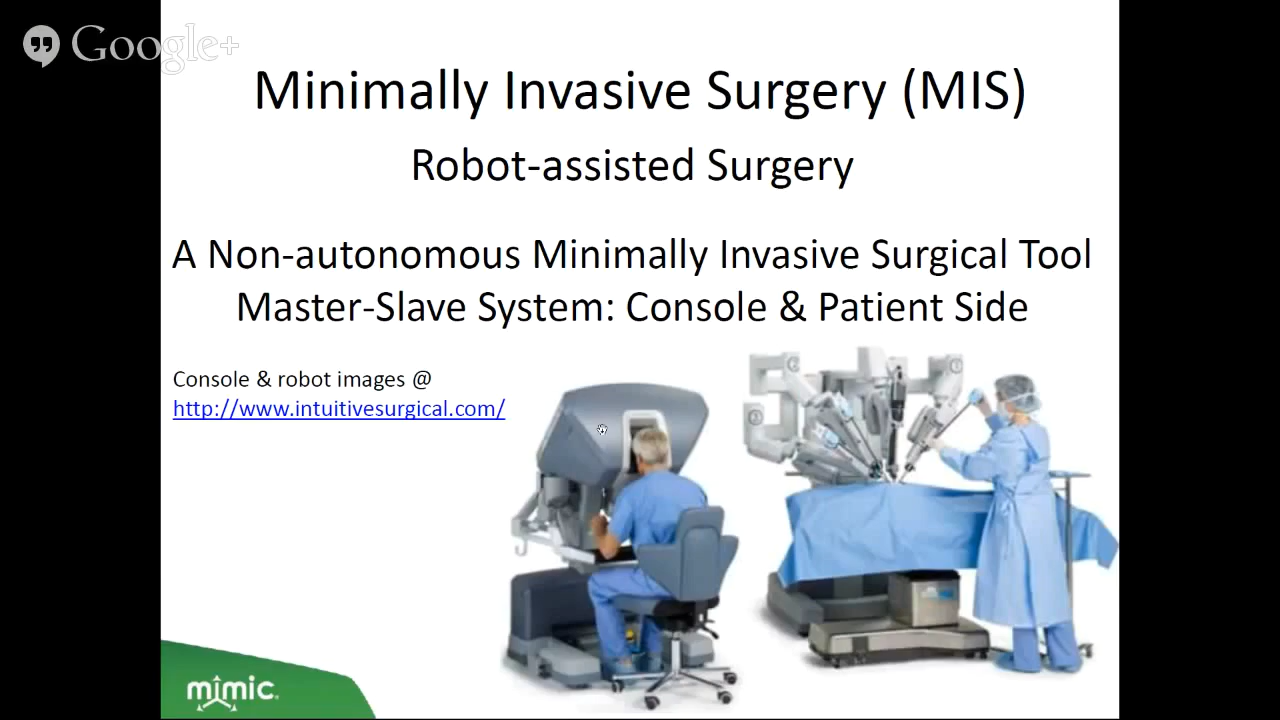 Google+
Minimally Invasive Surgery (MIS)
Robot-assisted Surgery
A Non-autonomous Minimally Invasive Surgical Tool
Master-Slave System: Console & Patient Side
Console & robot images @
http://www.intuitivesurgical.com/
mimic